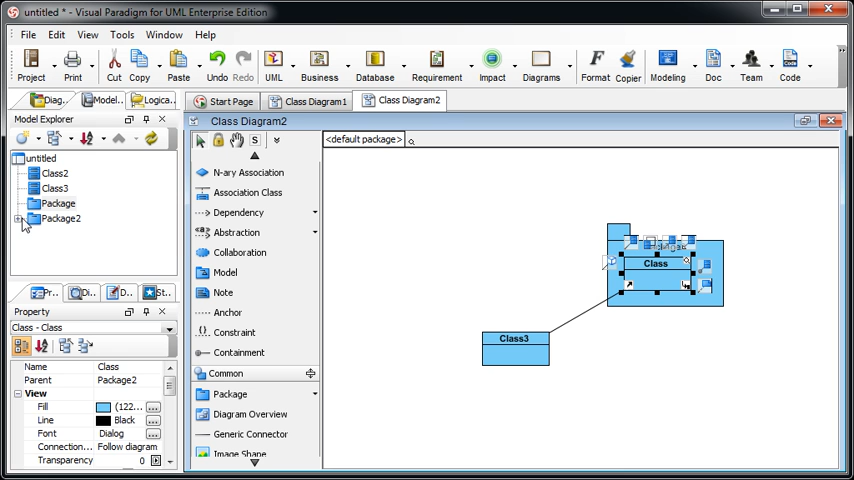 untitled * - Visual Paradigm for UML Enterprise Edition
File Edit View Tools Window Help
Project Print Cut Copy Paste Undo Redo UML Business Database Requirement Impact Diagrams Format Copier Modeling Doc Team Code
Diag... Model... Logica...
Start Page Class Diagram1 Class Diagram2
Model Explorer
Class Diagram2
untitled
Class2
Class3
Package
Package2
S
<default package>
N-ary Association
Association Class
Dependency
Abstraction
Collaboration
Model
Note
Anchor
Constraint
Containment
Common
Package
Diagram Overview
Generic Connector
Image Shape
Class
Class3
Pr... Di... D... St...
Property
Class - Class
Name Class
Parent Package2
View
Fill (122...
Line Black
Font Dialog
Connection... Follow diagram
Transparency 0